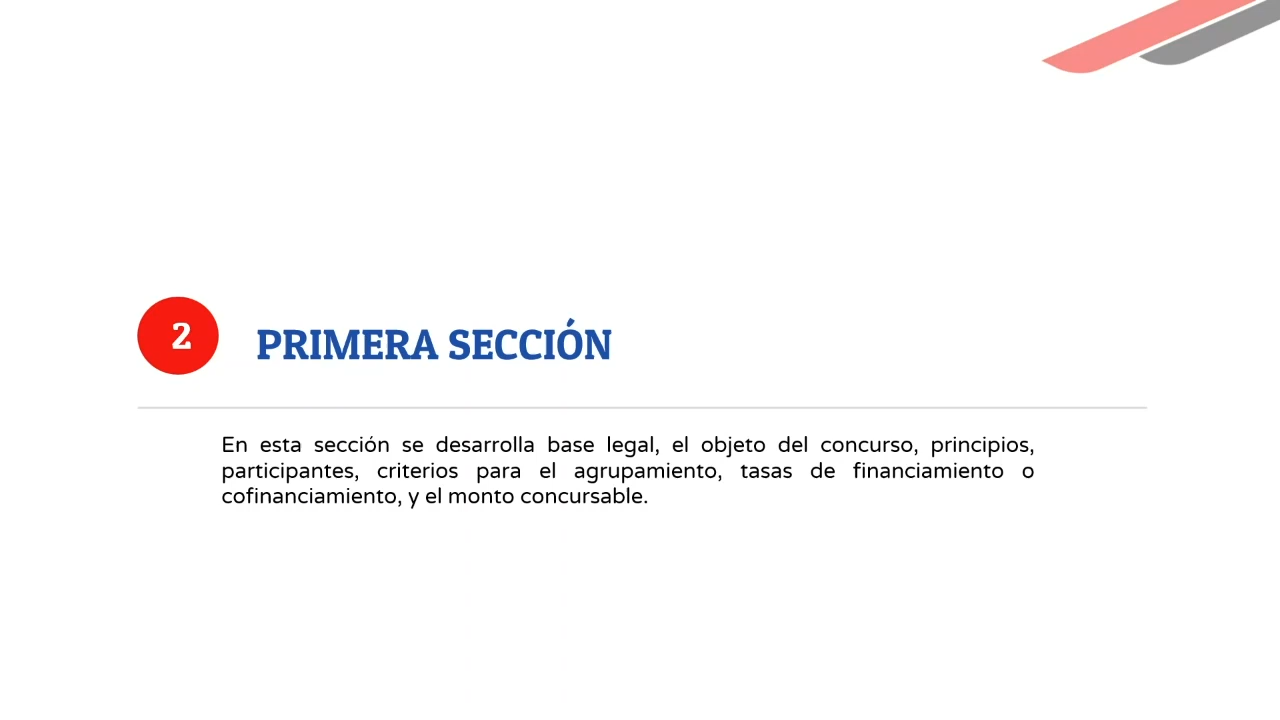 2
PRIMERA SECCIÓN
En esta sección se desarrolla base legal, el objeto del concurso, principios,
participantes, criterios para el agrupamiento, tasas de financiamiento o
cofinanciamiento, y el monto concursable.